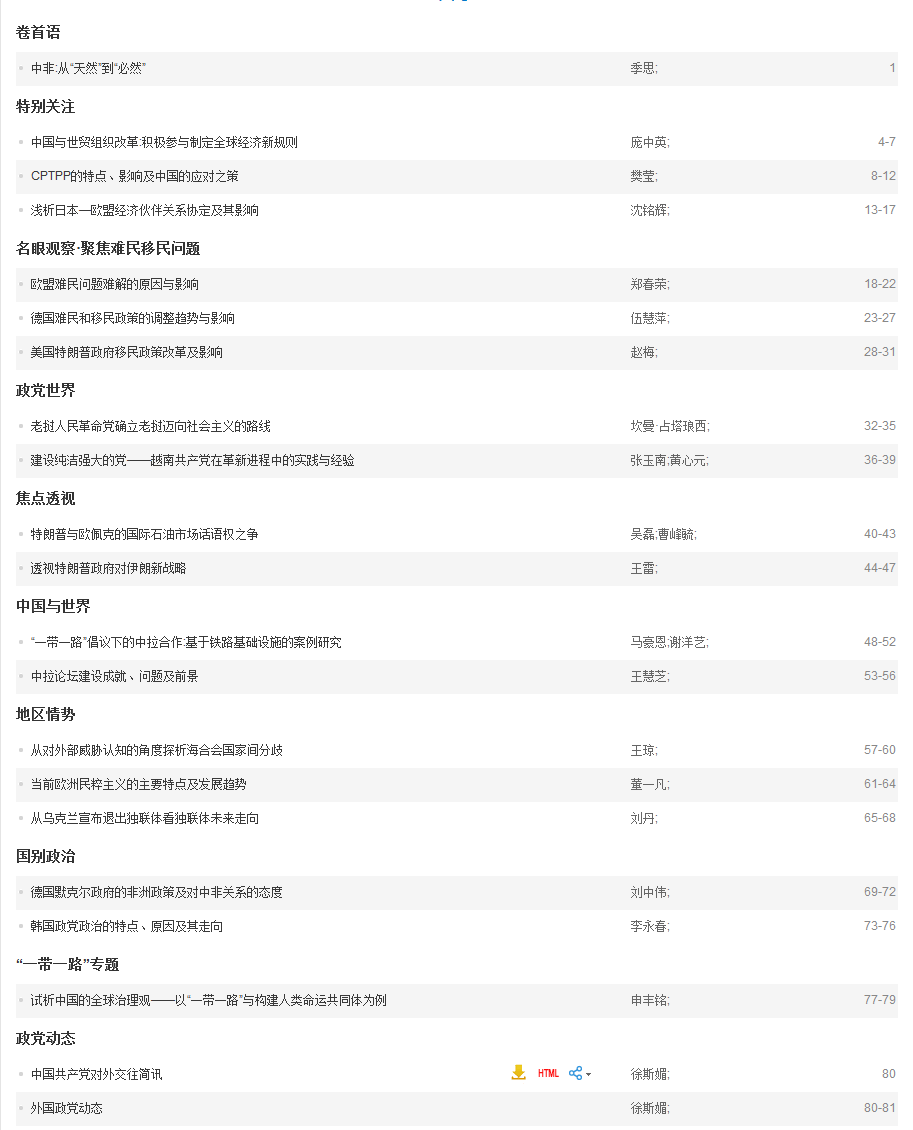 卷首语
中非:从“天然”到“必然” 季思; 1
特别关注
中国与世贸组织改革:积极参与制定全球经济新规则 庞中英; 4-7
CPTPP的特点、影响及中国的应对之策 樊莹; 8-12
浅析日本—欧盟经济伙伴关系协定及其影响 沈铭辉; 13-17
名眼观察·聚焦难民移民问题
欧盟难民问题难解的原因与影响 郑春荣; 18-22
德国难民和移民政策的调整趋势与影响 伍慧萍; 23-27
美国特朗普政府移民政策改革及影响 赵梅; 28-31
政党世界
老挝人民革命党确立老挝迈向社会主义的路线 坎曼·占塔琅西; 32-35
建设纯洁强大的党——越南共产党在革新进程中的实践与经验 张玉南;黄心元; 36-39
焦点透视
特朗普与欧佩克的国际石油市场话语权之争 吴磊;曹峰毓; 40-43
透视特朗普政府对伊朗新战略 王雷; 44-47
中国与世界
“一带一路”倡议下的中拉合作:基于铁路基础设施的案例研究 马豪恩;谢洋艺; 48-52
中拉论坛建设成就、问题及前景 王慧芝; 53-56
地区情势
从对外部威胁认知的角度探析海合会国家间分歧 王琼; 57-60
当前欧洲民粹主义的主要特点及发展趋势 董一凡; 61-64
从乌克兰宣布退出独联体看独联体未来走向 刘丹; 65-68
国别政治
德国默克尔政府的非洲政策及对中非关系的态度 刘中伟; 69-72
韩国政党政治的特点、原因及其走向 李永春; 73-76
“一带一路”专题
试析中国的全球治理观——以“一带一路”与构建人类命运共同体为例 申丰铭; 77-79
政党动态
中国共产党对外交往简讯 HTML 徐斯媚; 80
外国政党动态 徐斯媚; 80-81